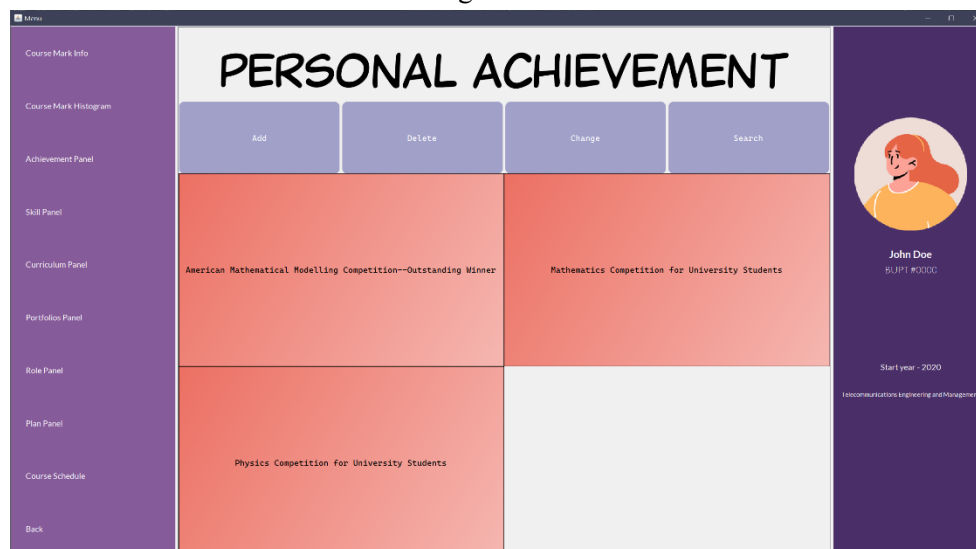 Menu
Course Mark Info
Course Mark Histogram
Achievement Panel
Skill Panel
Curriculum Panel
Portfolios Panel
Role Panel
Plan Panel
Course Schedule
Back
PERSONAL ACHIEVEMENT
Add Delete Change Search
American Mathematical Modelling Competition--Outstanding Winner
Mathematics Competition for University Students
Physics Competition for University Students
John Doe
BUPT #0000
Start year - 2020
Telecommunications Engineering and